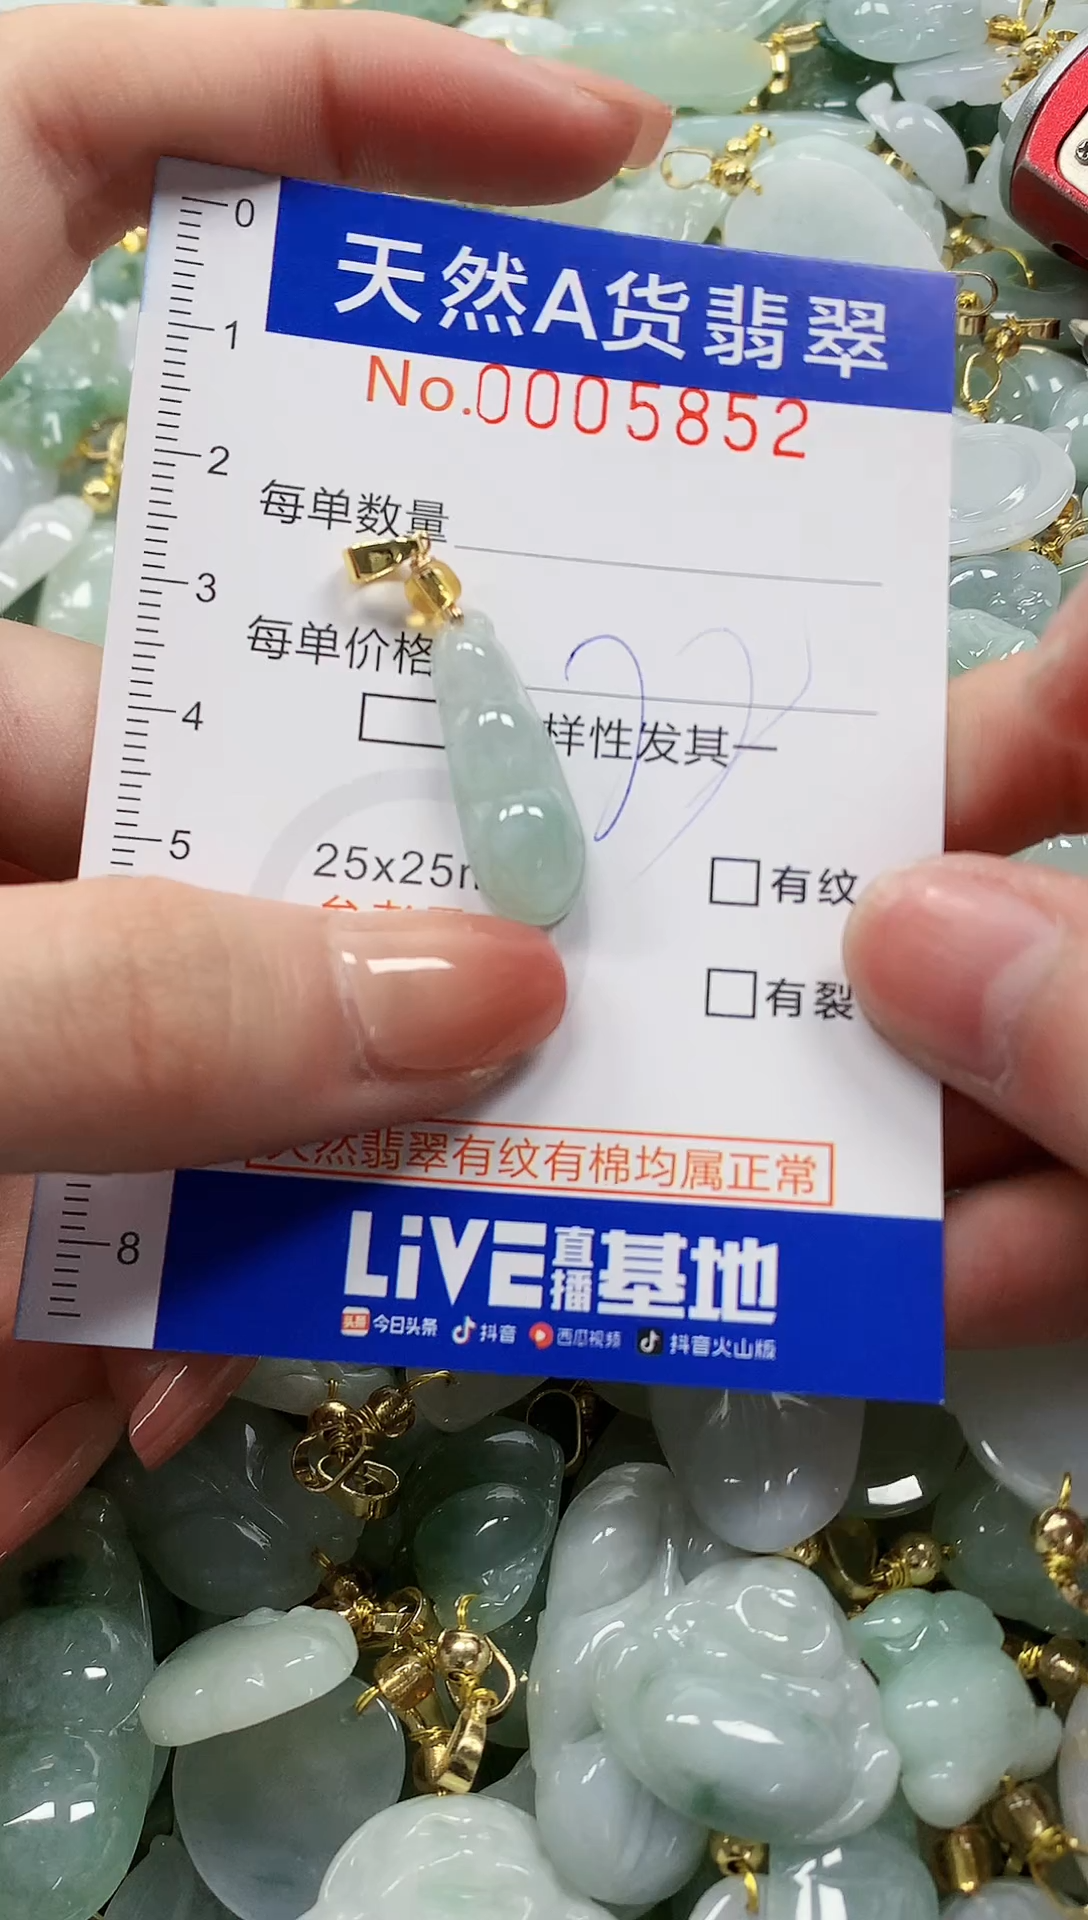 天然A货翡翠
No.0005852
0
1
2
3
4
5
8
每单数量
每单价格
样性发其一
25x25
有纹
有裂
天然翡翠有纹有棉均属正常
LiVE直播基地
头条 今日头条 抖音 西瓜视频 抖音火山版